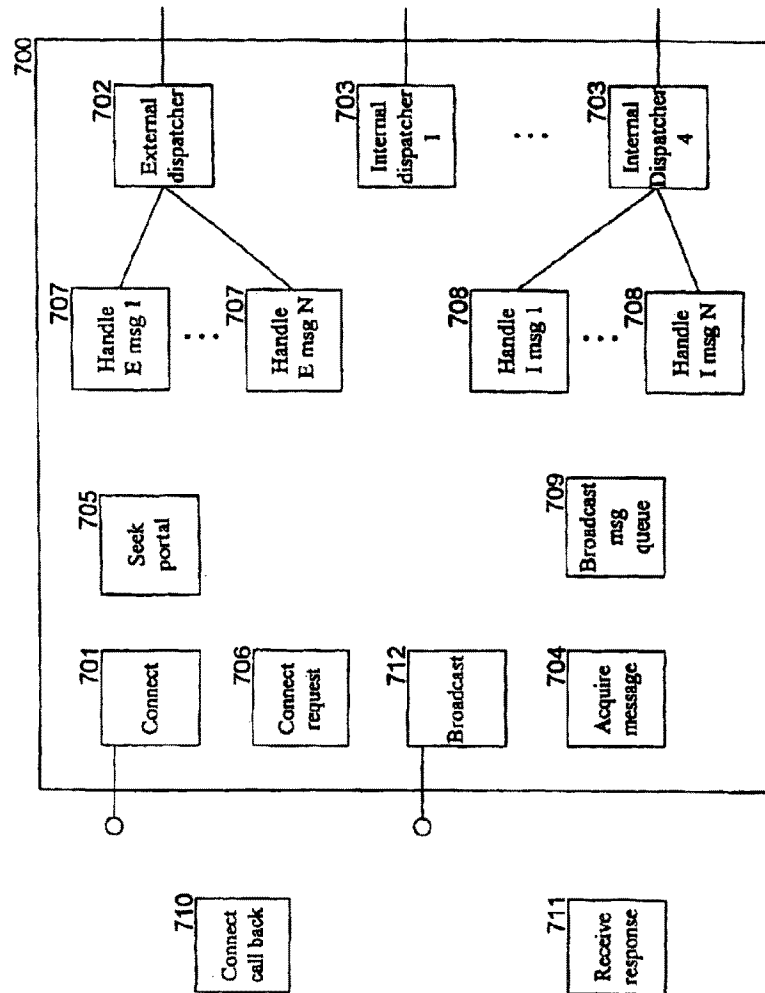 700
710
Connect
call back
711
Receive
response
701
Connect
706
Connect
request
712
Broadcast
704
Acquire
message
705
Seek
portal
709
Broadcast
msg
queue
707
Handle
E msg 1
...
707
Handle
E msg N
708
Handle
I msg 1
...
708
Handle
I msg N
702
External
dispatcher
703
Internal
dispatcher
1
...
703
Internal
Dispatcher
4